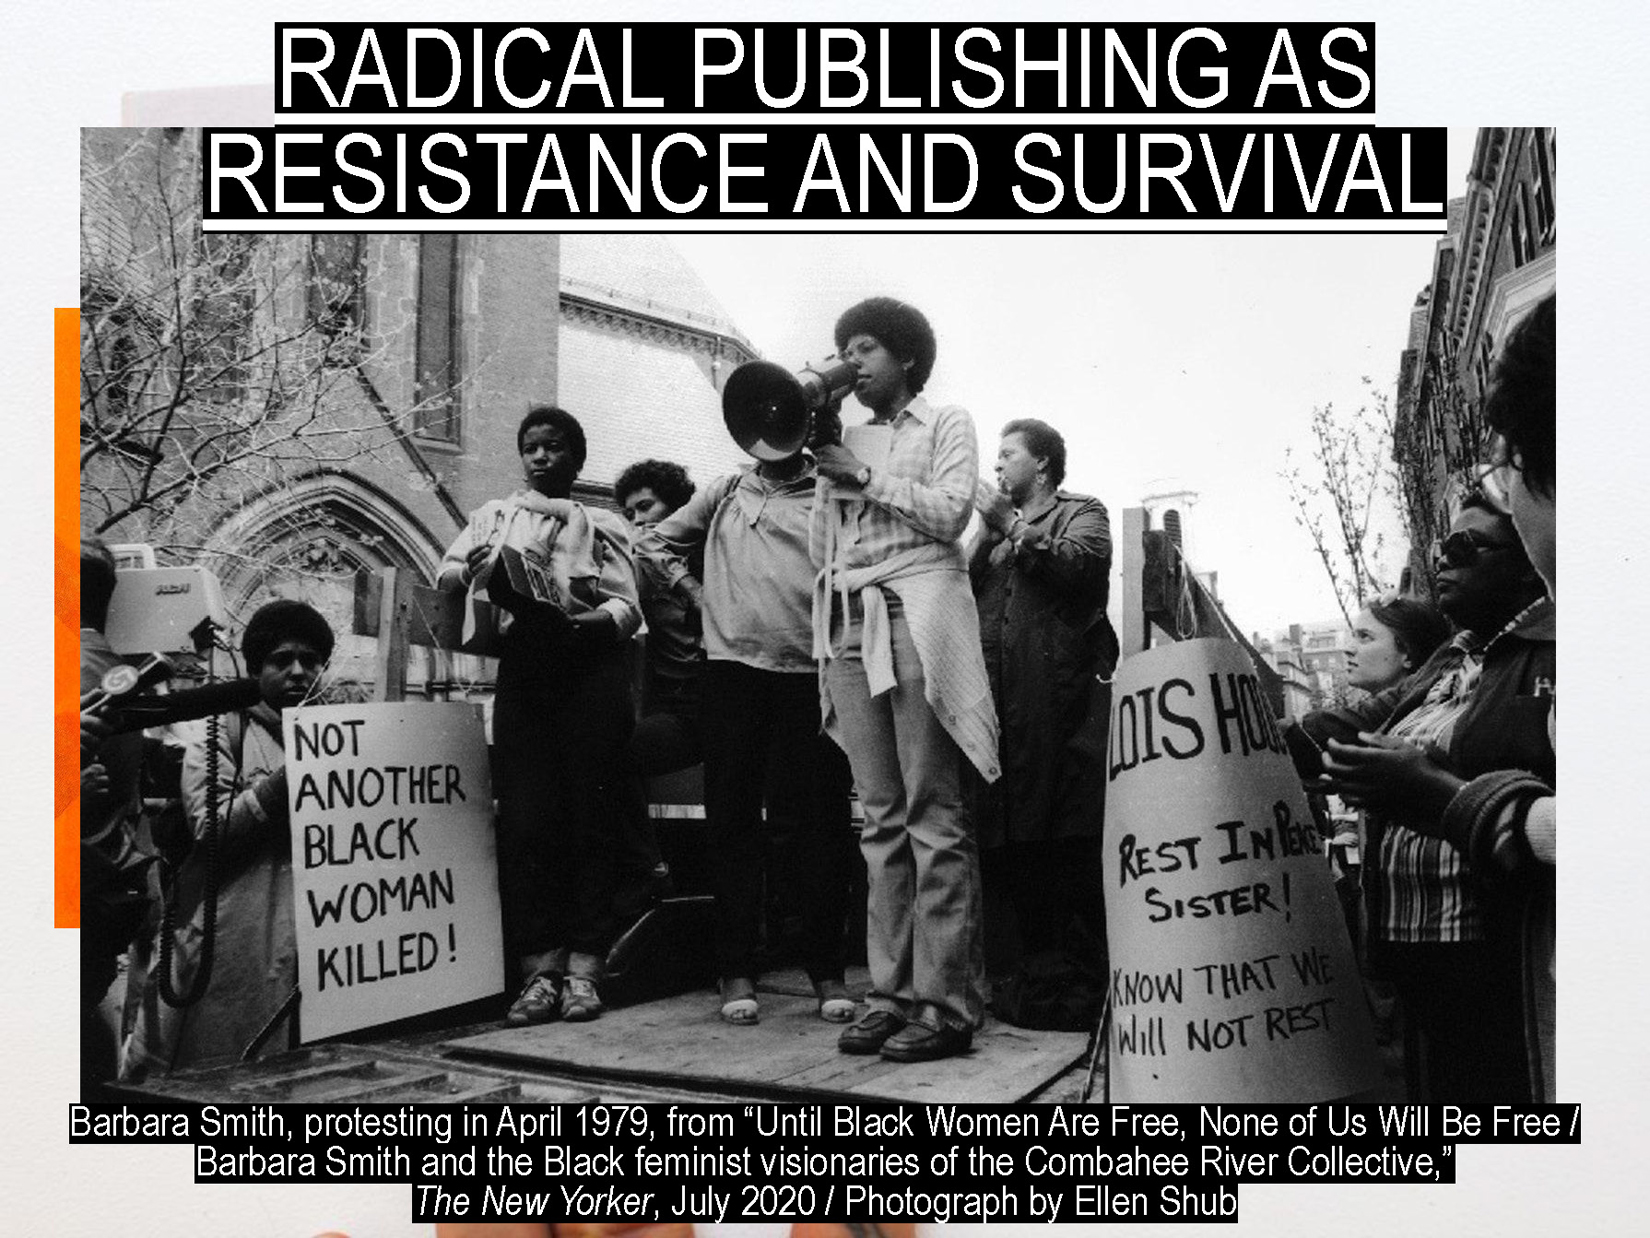 RADICAL PUBLISHING AS
RESISTANCE AND SURVIVAL
RCA
NOT
ANOTHER
BLACK
WOMAN
KILLED!
LOIS HOO
REST IN PEACE
SISTER!
KNOW THAT WE
Will NOT REST
Barbara Smith, protesting in April 1979, from “Until Black Women Are Free, None of Us Will Be Free /
Barbara Smith and the Black feminist visionaries of the Combahee River Collective,”
The New Yorker, July 2020 / Photograph by Ellen Shub